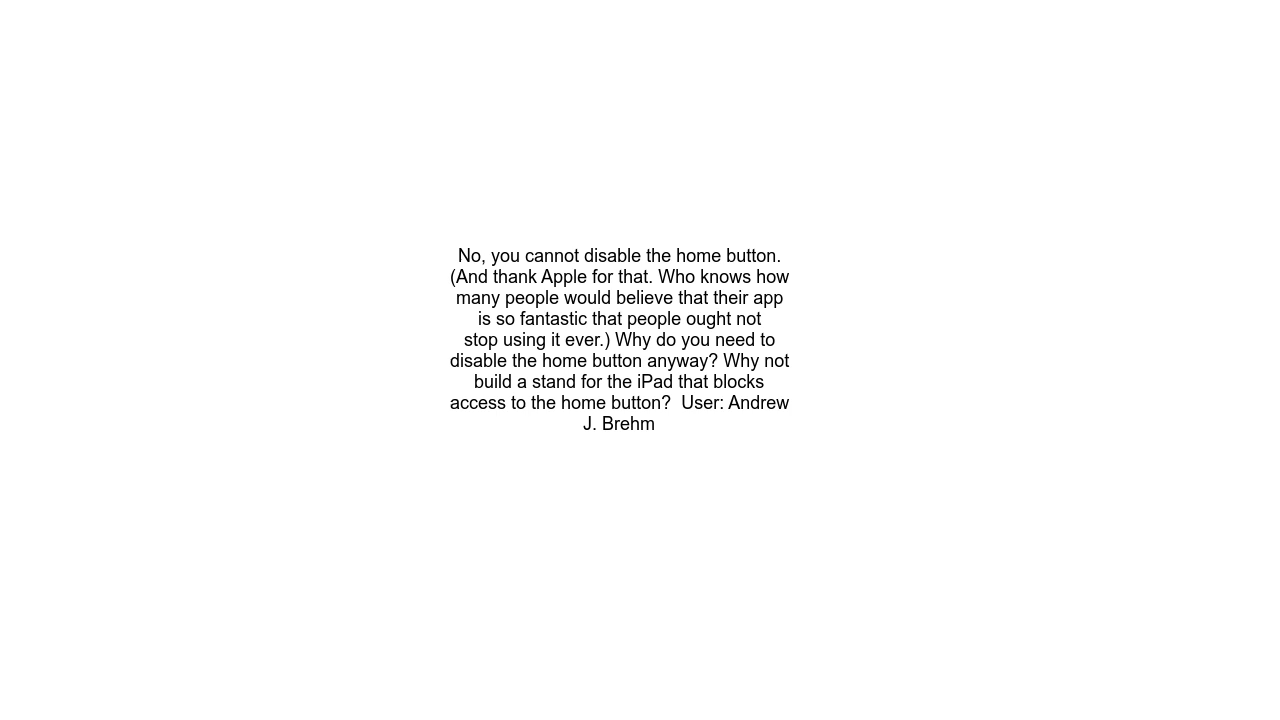 No, you cannot disable the home button.
(And thank Apple for that. Who knows how
many people would believe that their app
is so fantastic that people ought not
stop using it ever.) Why do you need to
disable the home button anyway? Why not
build a stand for the iPad that blocks
access to the home button?  User: Andrew
J. Brehm